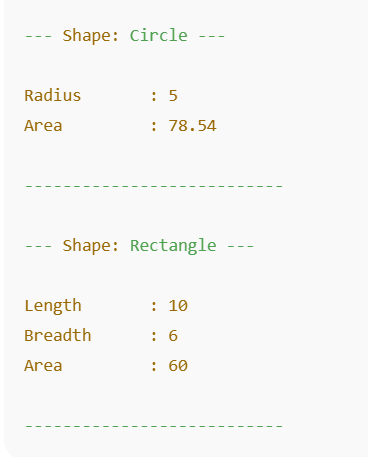 --- Shape: Circle ---
Radius       : 5
Area         : 78.54
---------------------------
--- Shape: Rectangle ---
Length       : 10
Breadth      : 6
Area         : 60
---------------------------